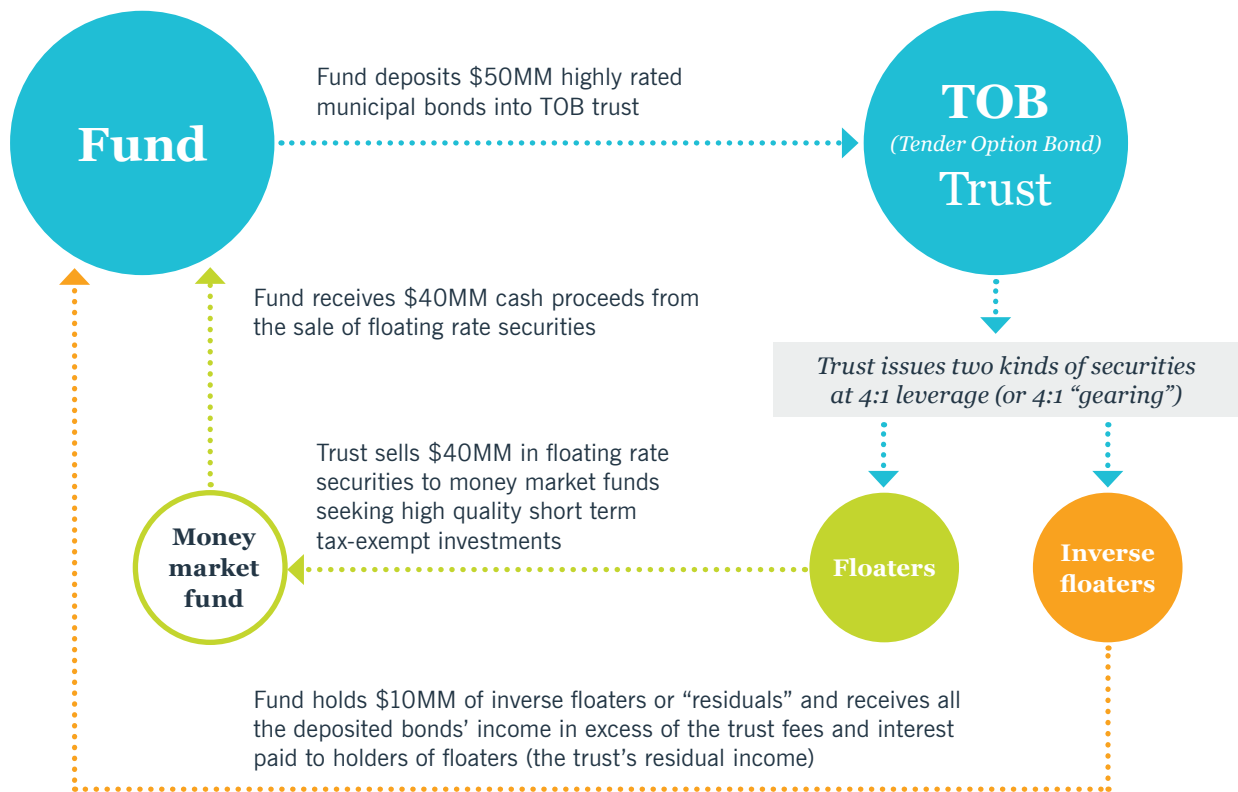 Fund
Fund deposits $50MM highly rated
municipal bonds into TOB trust
TOB
(Tender Option Bond)
Trust
Fund receives $40MM cash proceeds from
the sale of floating rate securities
Trust issues two kinds of securities
at 4:1 leverage (or 4:1 “gearing”)
Trust sells $40MM in floating rate
securities to money market funds
seeking high quality short term
tax-exempt investments
Money
market
fund
Floaters
Inverse
floaters
Fund holds $10MM of inverse floaters or “residuals” and receives all
the deposited bonds’ income in excess of the trust fees and interest
paid to holders of floaters (the trust’s residual income)